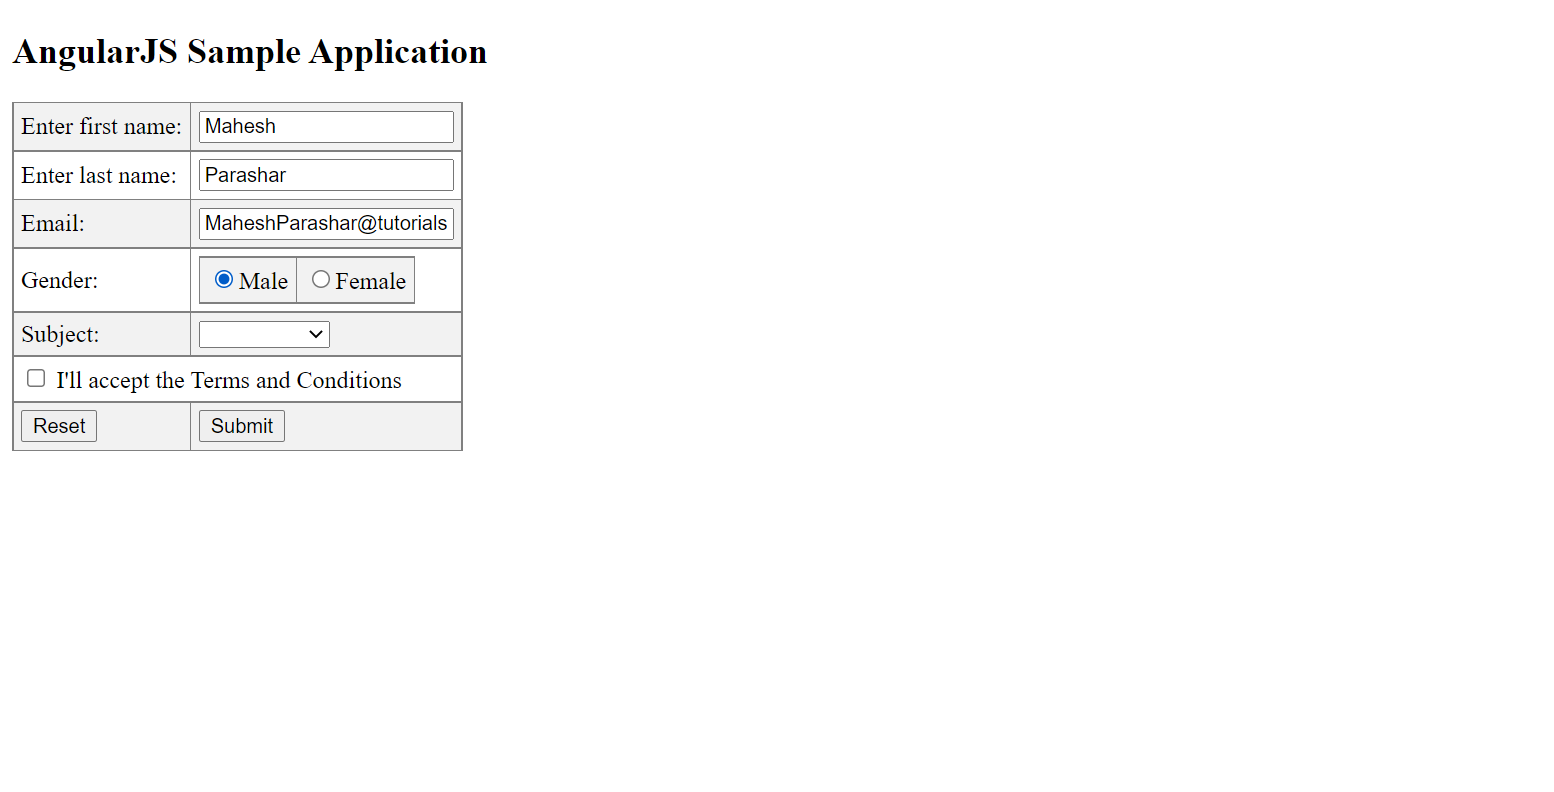 AngularJS Sample Application
Enter first name: Mahesh
Enter last name: Parashar
Email: MaheshParashar@tutorials
Gender: Male Female
Subject:
I'll accept the Terms and Conditions
Reset Submit